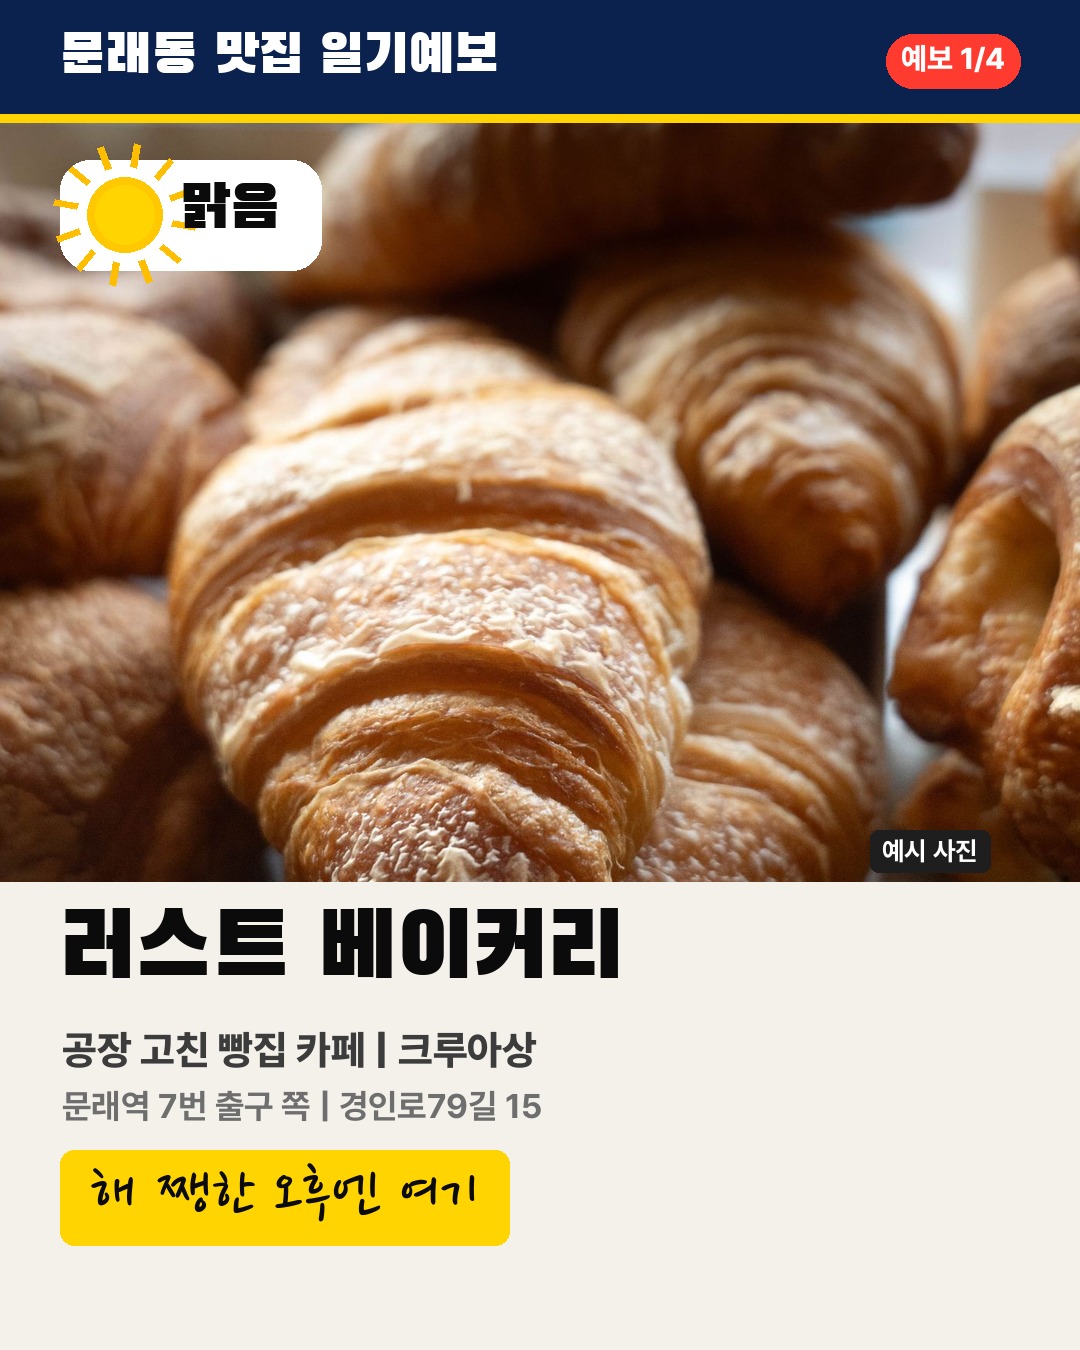 문래동 맛집 일기예보
예보 1/4
맑음
예시 사진
러스트 베이커리
공장 고친 빵집 카페 | 크루아상
문래역 7번 출구 쪽 | 경인로79길 15
해 쨍한 오후엔 여기